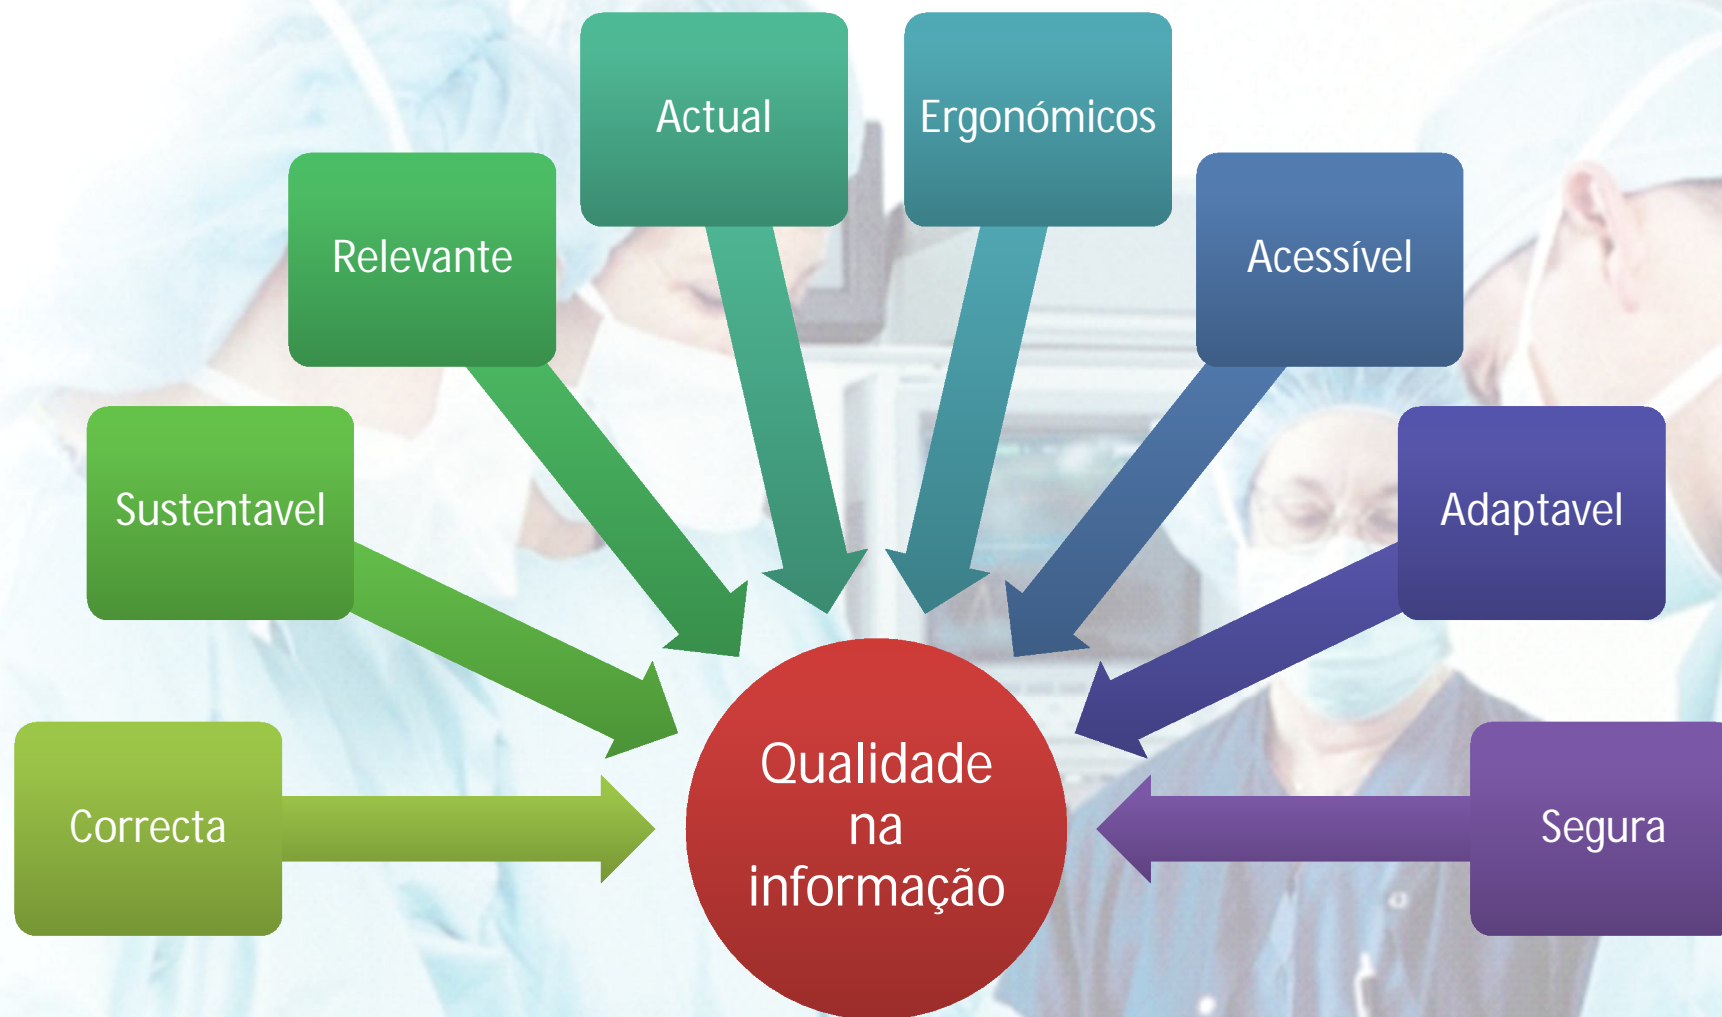 Actual
Ergonómicos
Relevante
Acessível
Sustentavel
Adaptavel
Correcta
Segura
Qualidade
na
informação